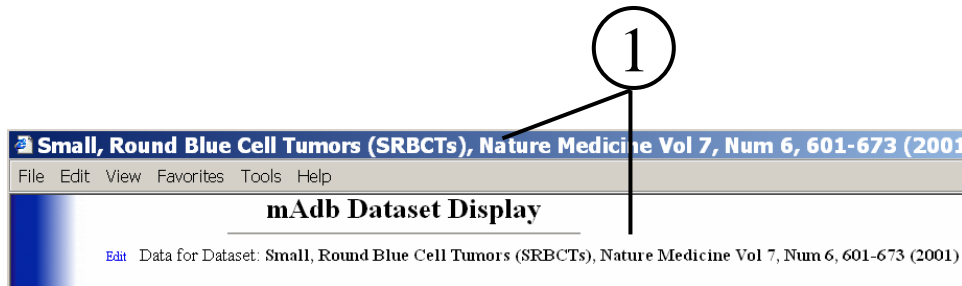 1
Small, Round Blue Cell Tumors (SRBCTs), Nature Medicine Vol 7, Num 6, 601-673 (2001
File Edit View Favorites Tools Help
mAdb Dataset Display
Edit Data for Dataset: Small, Round Blue Cell Tumors (SRBCTs), Nature Medicine Vol 7, Num 6, 601-673 (2001)